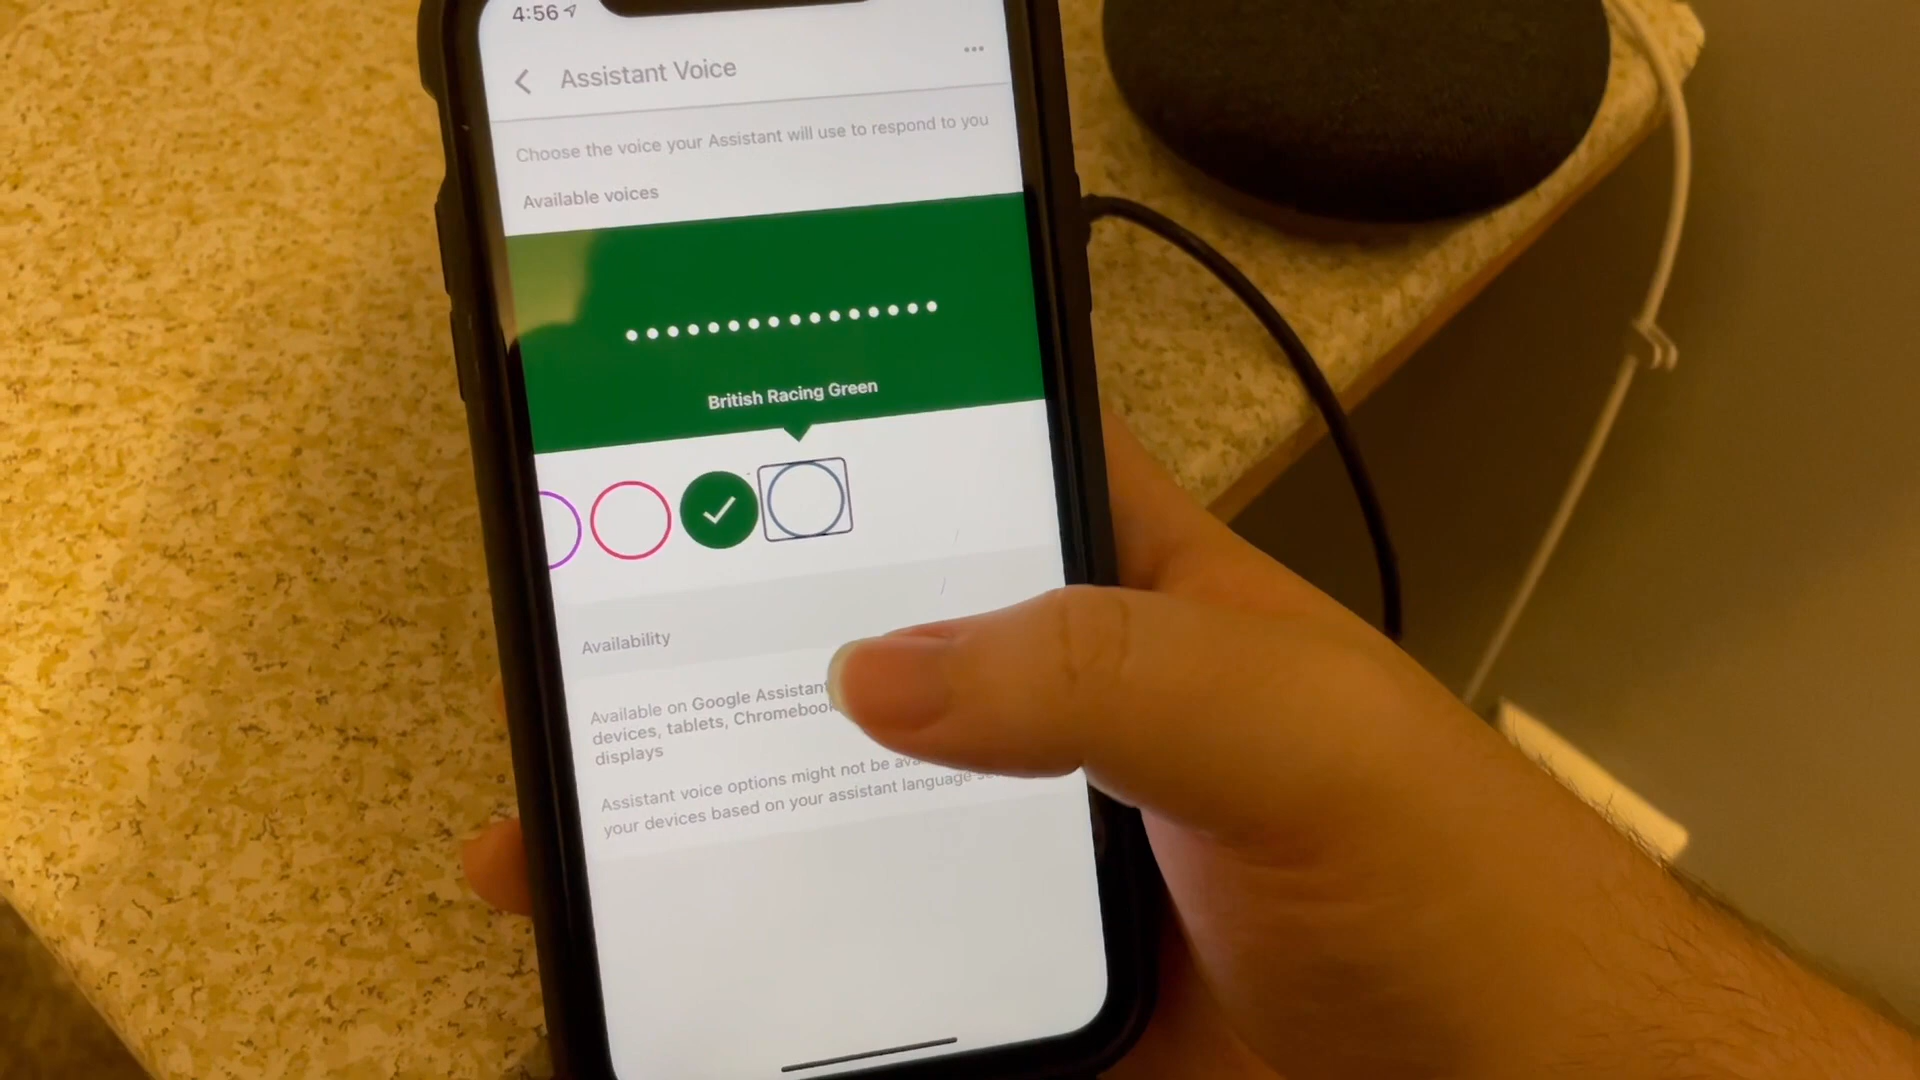 4:56
Assistant Voice
Choose the voice your Assistant will use to respond to you
Available voices
British Racing Green
Availability
Available on Google Assistant
devices, tablets, Chromebook
displays
Assistant voice options might not be
your devices based on your assistant language